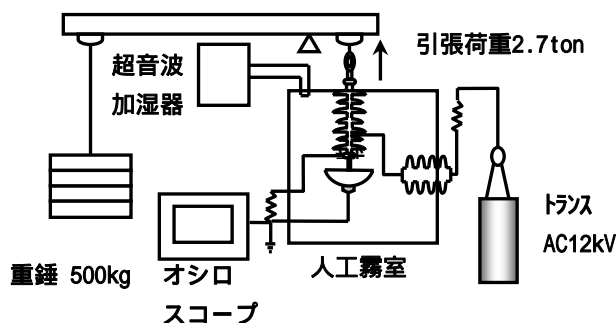 引張荷重2.7ton
超音波
加湿器
トランス
AC12kV
人工霧室
重錘 500kg
オシロ
スコープ